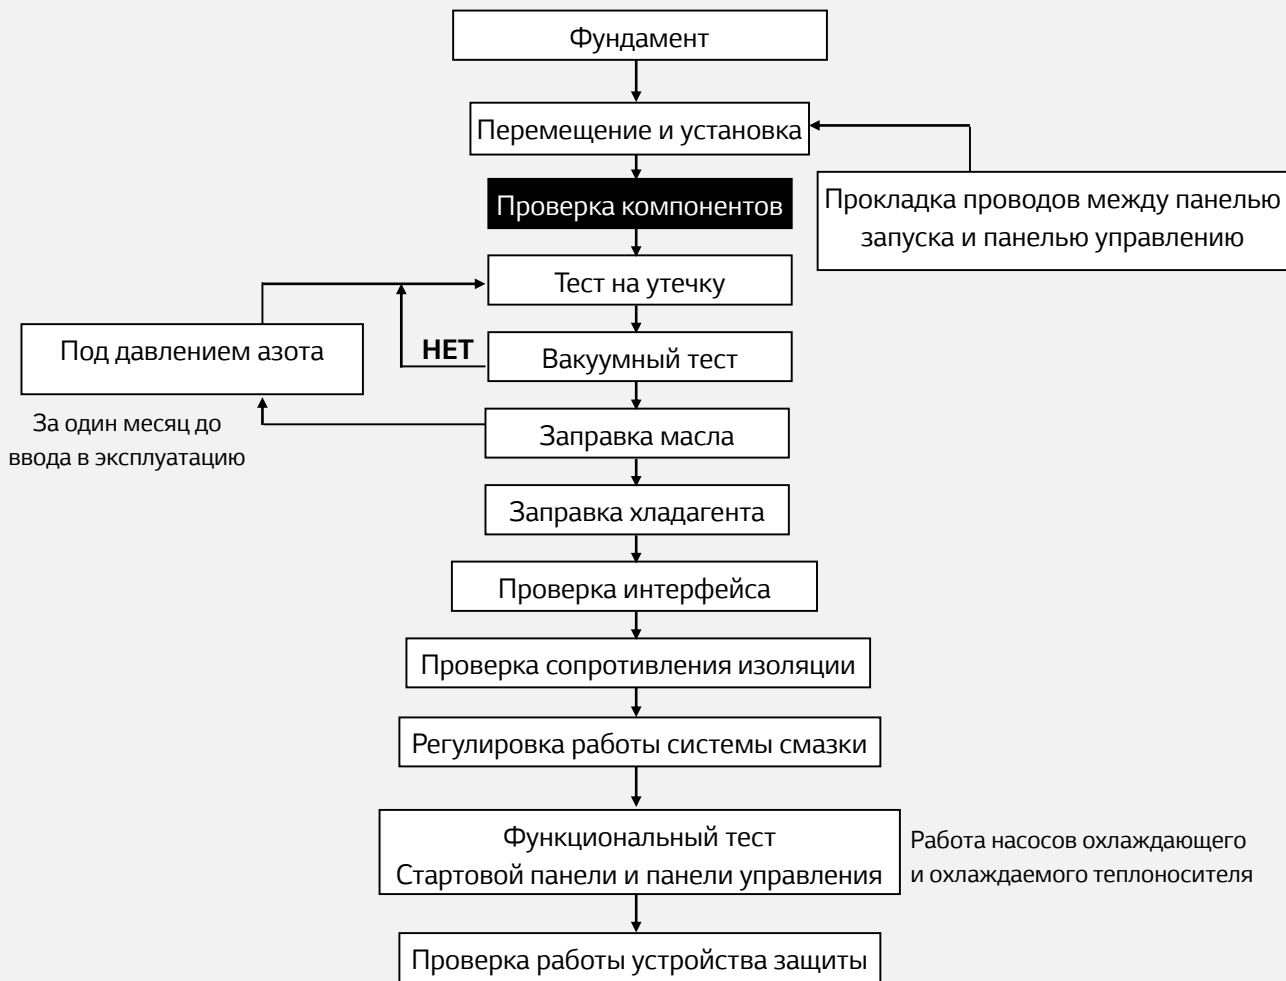 Фундамент
Перемещение и установка
Проверка компонентов
Прокладка проводов между панелью
запуска и панелью управлению
Тест на утечку
Под давлением азота
НЕТ
Вакуумный тест
За один месяц до
ввода в эксплуатацию
Заправка масла
Заправка хладагента
Проверка интерфейса
Проверка сопротивления изоляции
Регулировка работы системы смазки
Функциональный тест
Стартовой панели и панели управления
Работа насосов охлаждающего
и охлаждаемого теплоносителя
Проверка работы устройства защиты